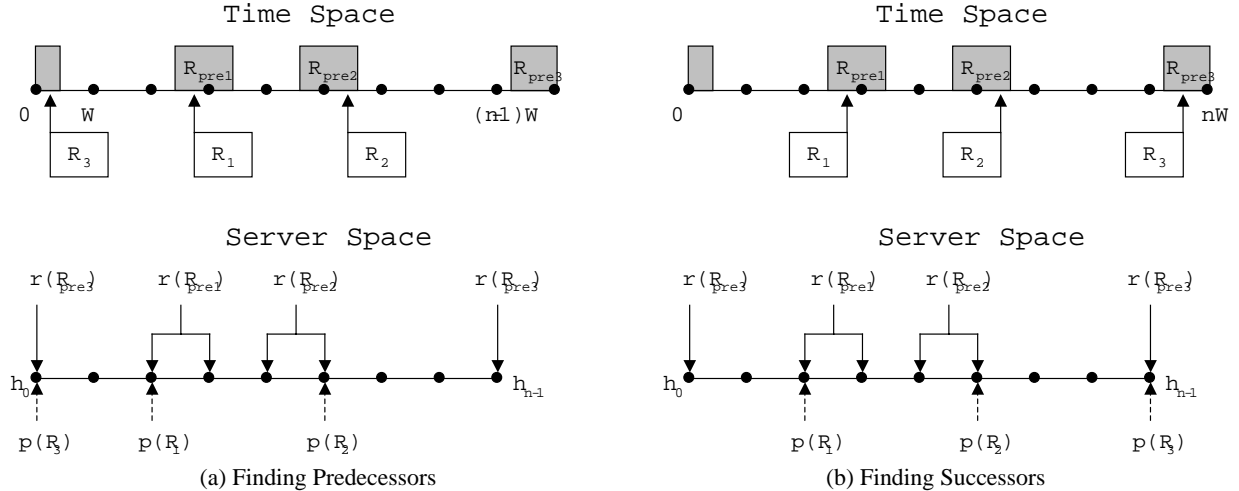 Time Space
R_pre1 R_pre2 R_pre3
0 W (n-1)W
R_3 R_1 R_2
Server Space
r(R_pre3) r(R_pre1) r(R_pre2) r(R_pre3)
h_0 h_n-1
p(R_3) p(R_1) p(R_2)
(a) Finding Predecessors
Time Space
R_pre1 R_pre2 R_pre3
0 nW
R_1 R_2 R_3
Server Space
r(R_pre3) r(R_pre1) r(R_pre2) r(R_pre3)
h_0 h_n-1
p(R_1) p(R_2) p(R_3)
(b) Finding Successors